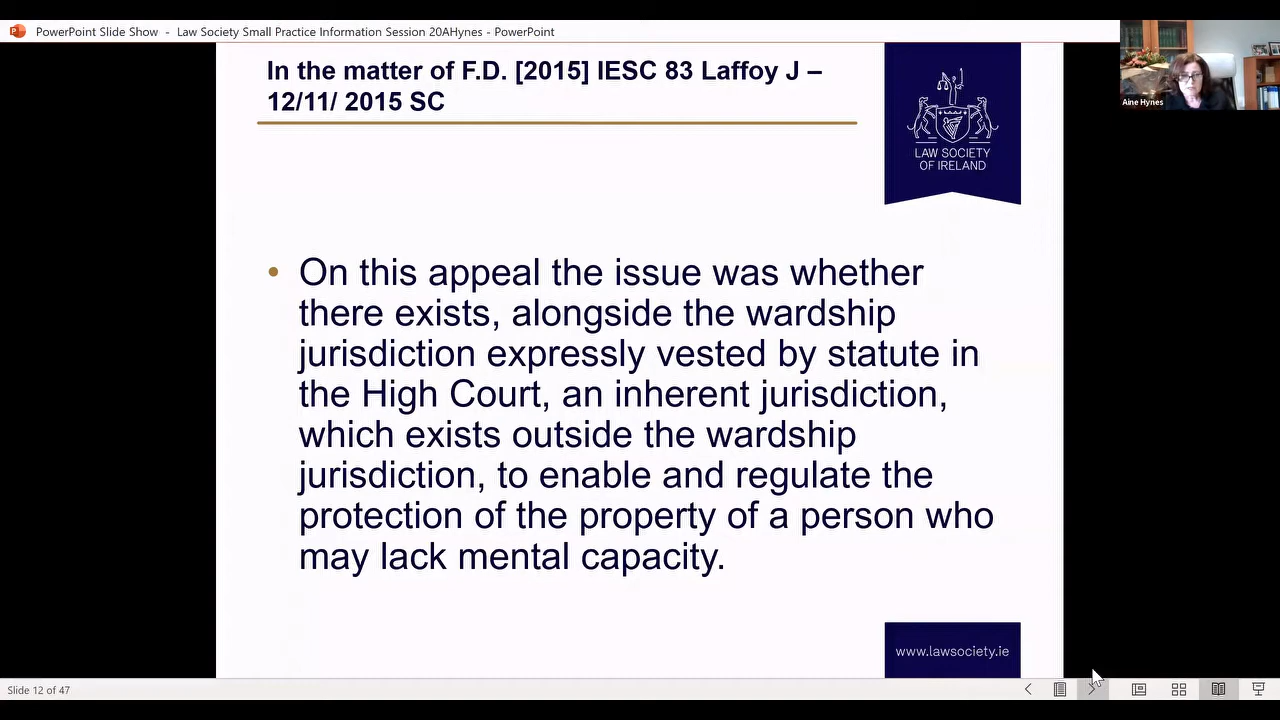 PowerPoint Slide Show - Law Society Small Practice Information Session 20AHynes - PowerPoint
In the matter of F.D. [2015] IESC 83 Laffoy J –
12/11/ 2015 SC
LAW SOCIETY
OF IRELAND
Aine Hynes
• On this appeal the issue was whether
there exists, alongside the wardship
jurisdiction expressly vested by statute in
the High Court, an inherent jurisdiction,
which exists outside the wardship
jurisdiction, to enable and regulate the
protection of the property of a person who
may lack mental capacity.
www.lawsociety.ie
Slide 12 of 47